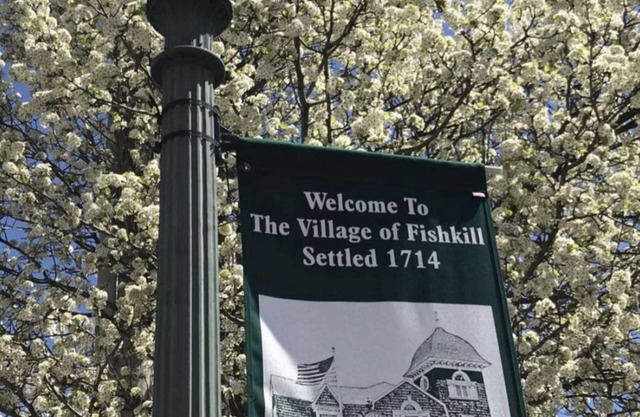 Welcome To
The Village of Fishkill
Settled 1714